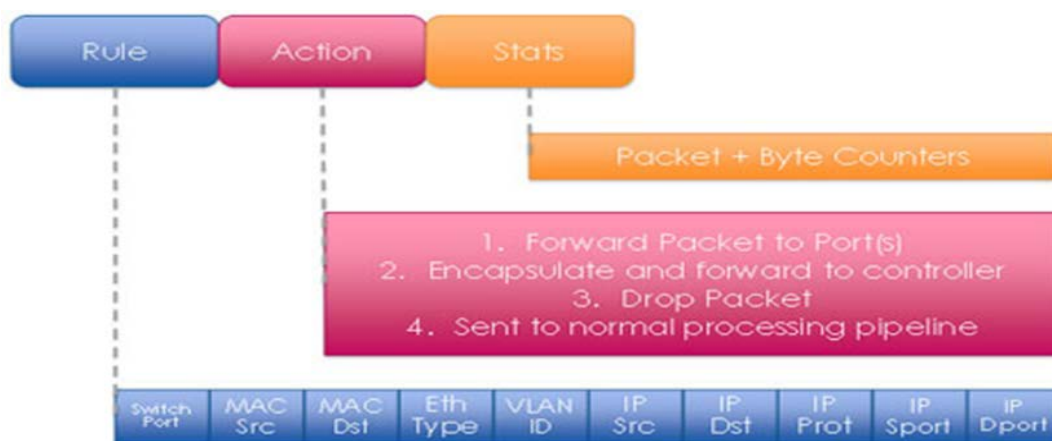 Rule Action Stats
Packet + Byte Counters
1. Forward Packet to Port(s)
2. Encapsulate and forward to controller
3. Drop Packet
4. Sent to normal processing pipeline
Switch Port
MAC Src
MAC Dst
Eth Type
VLAN ID
IP Src
IP Dst
IP Prot
IP Sport
IP Dport